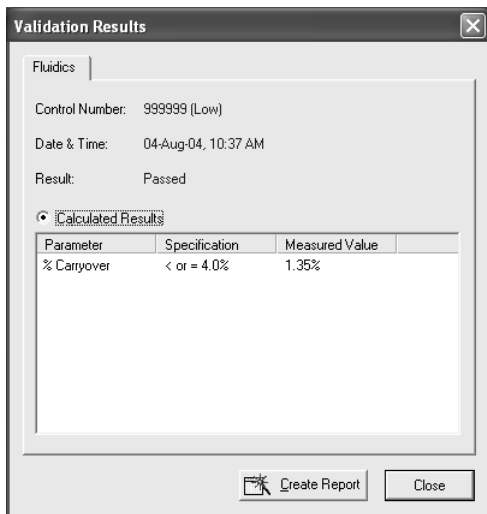 Validation Results
Fluidics
Control Number: 999999 (Low)
Date & Time: 04-Aug-04, 10:37 AM
Result: Passed
Calculated Results
Parameter Specification Measured Value
% Carryover < or = 4.0% 1.35%
Create Report Close